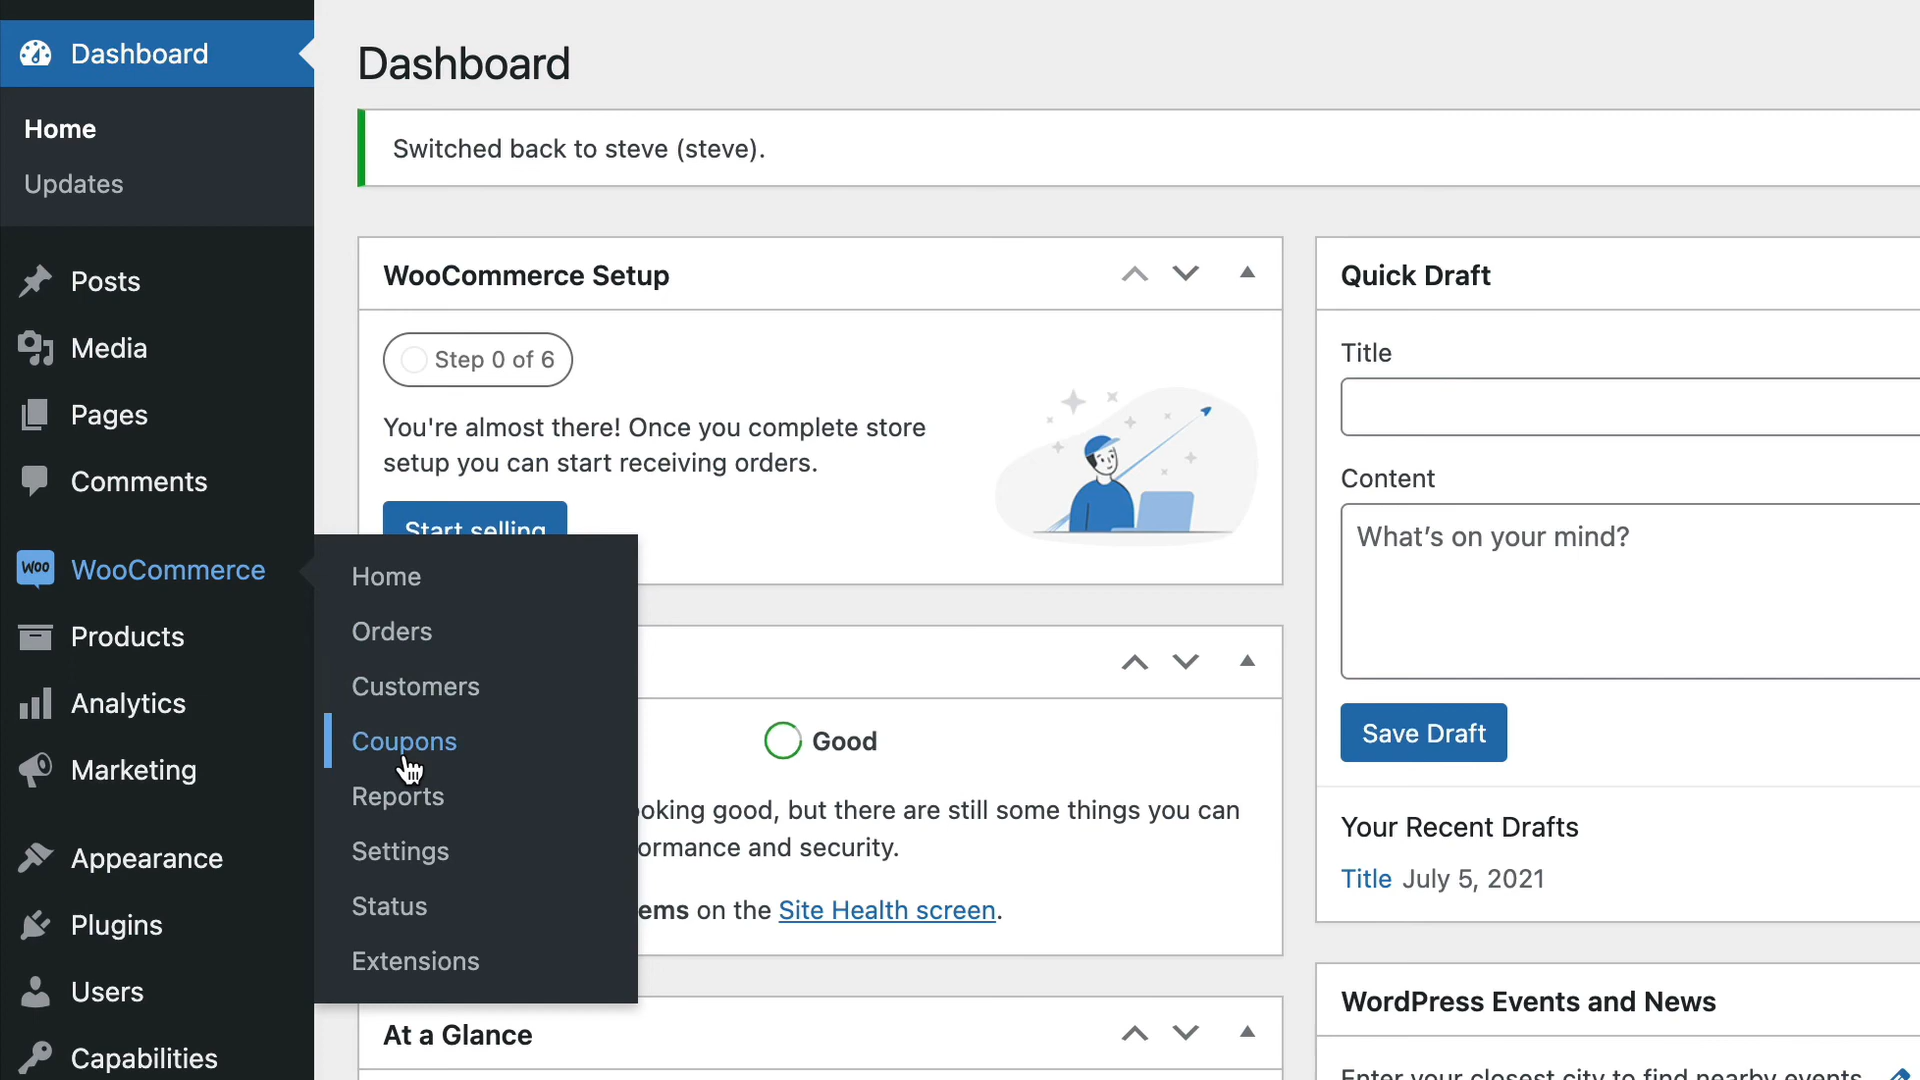 Dashboard
Home
Updates
Posts
Media
Pages
Comments
Woo WooCommerce
Products
Analytics
Marketing
Appearance
Plugins
Users
Capabilities
Home
Orders
Customers
Coupons
Reports
Settings
Status
Extensions
Dashboard
Switched back to steve (steve).
WooCommerce Setup
Step 0 of 6
You're almost there! Once you complete store
setup you can start receiving orders.
Start selling
Good
ooking good, but there are still some things you can
ormance and security.
ems on the Site Health screen.
At a Glance
Quick Draft
Title
Content
What's on your mind?
Save Draft
Your Recent Drafts
Title July 5, 2021
WordPress Events and News
Enter your closest city to find nearby events